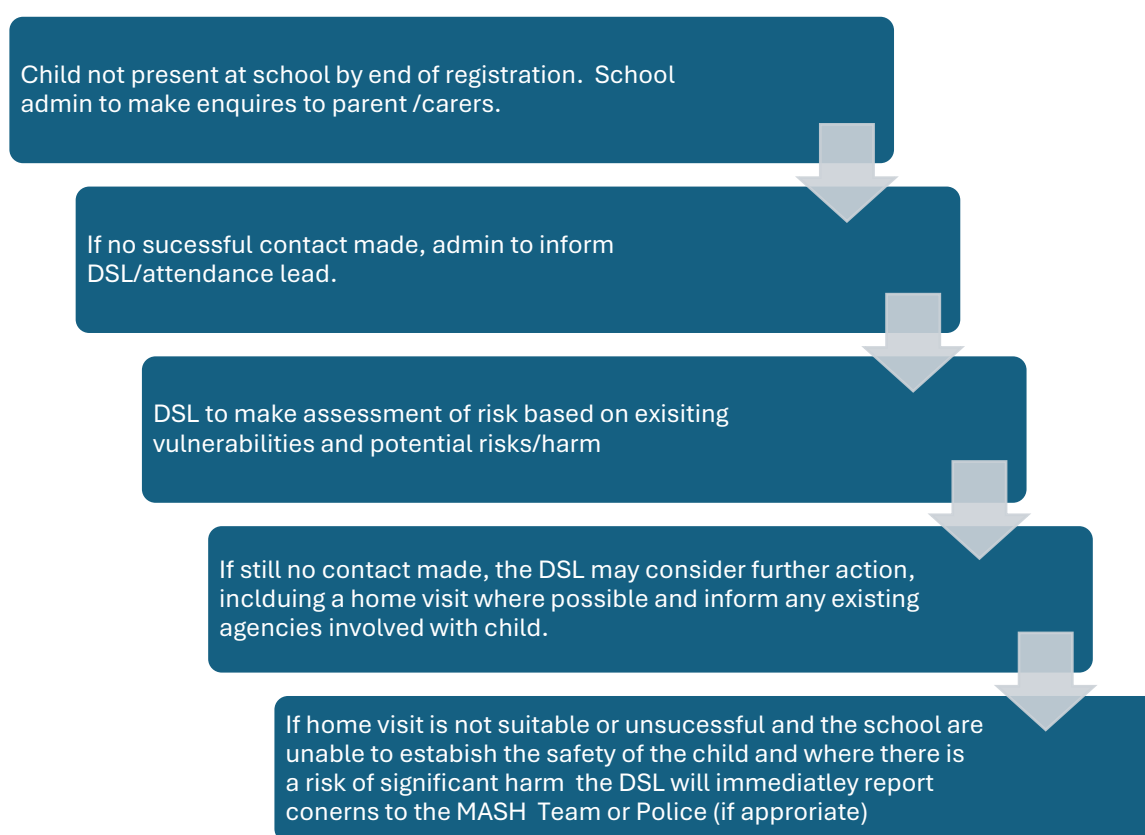 Child not present at school by end of registration.  School
admin to make enquires to parent /carers.
If no sucessful contact made, admin to inform
DSL/attendance lead.
DSL to make assessment of risk based on exisiting
vulnerabilities and potential risks/harm
If still no contact made, the DSL may consider further action,
inclduing a home visit where possible and inform any existing
agencies involved with child.
If home visit is not suitable or unsucessful and the school are
unable to estabish the safety of the child and where there is
a risk of significant harm  the DSL will immediatley report
conerns to the MASH  Team or Police (if approriate)